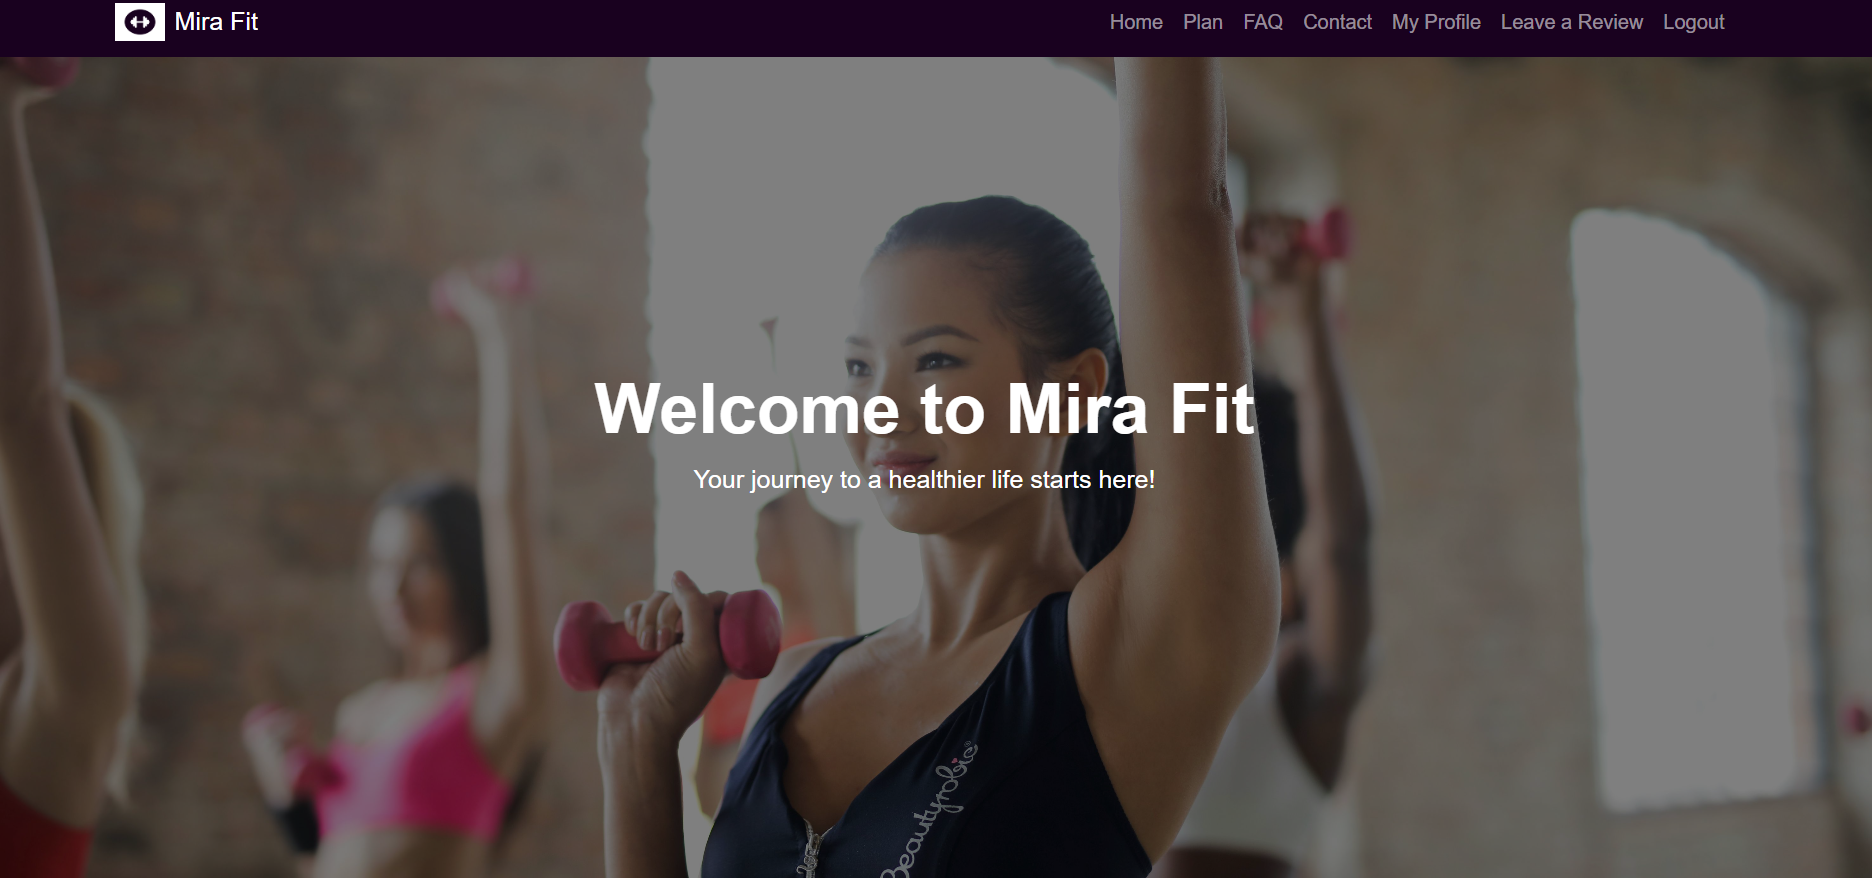 Mira Fit
Home Plan FAQ Contact My Profile Leave a Review Logout
Welcome to Mira Fit
Your journey to a healthier life starts here!
Beautyrobic®